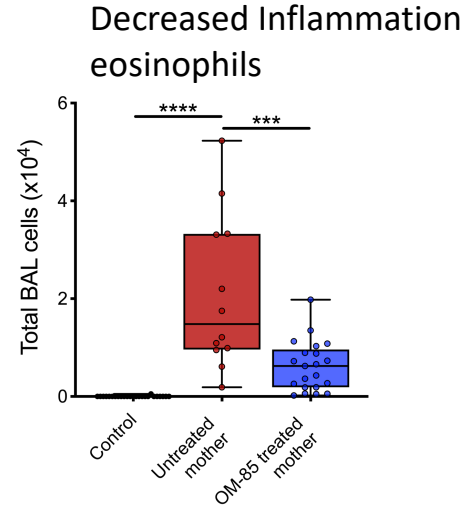 Decreased Inflammation
eosinophils
****
***
Total BAL cells (x10⁴)
6
4
2
0
Control
Untreated
mother
OM-85 treated
mother